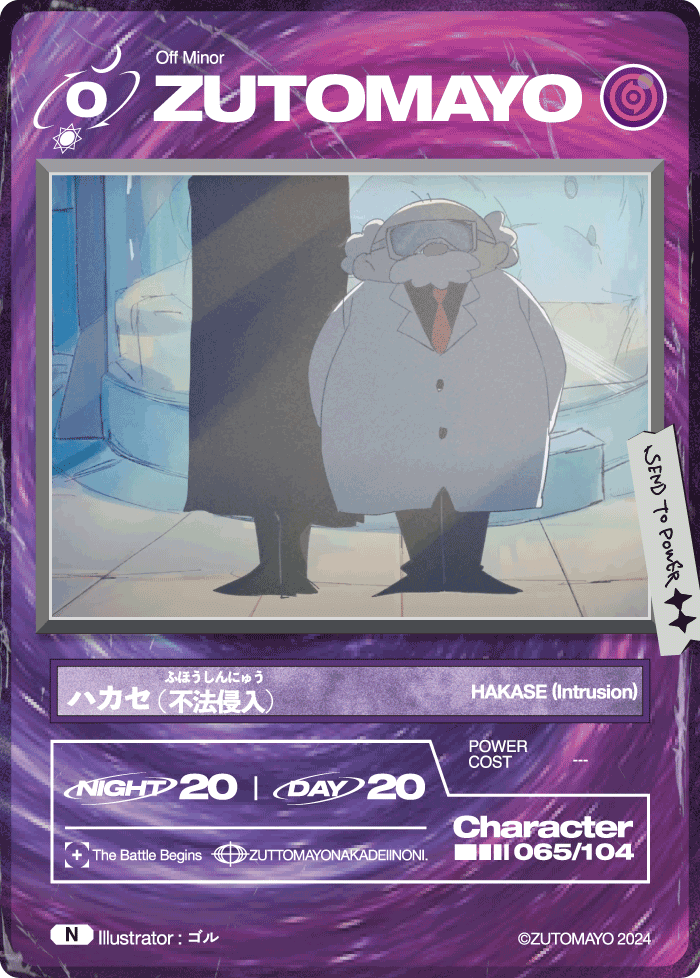 Off Minor
ZUTOMAYO
SEND TO POWER
ふほうしんにゅう
ハカセ（不法侵入）
HAKASE (Intrusion)
POWER
COST ---
NIGHT 20 | DAY 20
Character
065/104
The Battle Begins ZUTTOMAYONAKADEIINONI.
N Illustrator : ゴル
©ZUTOMAYO 2024